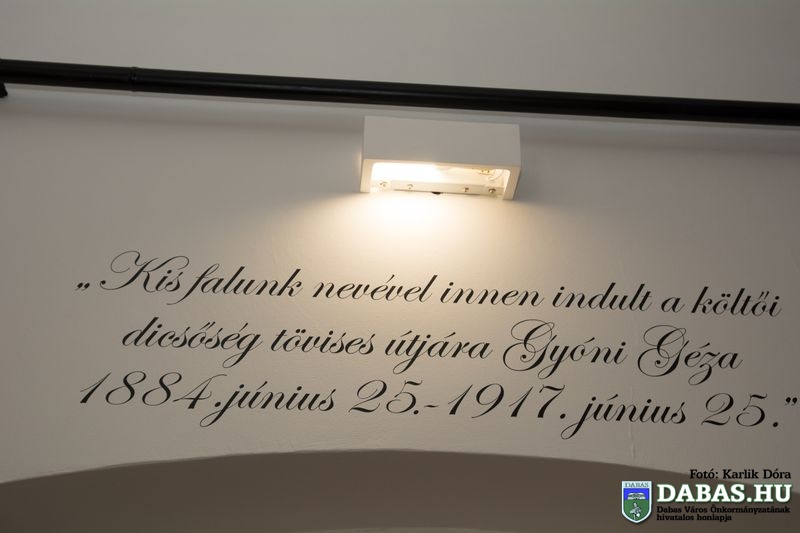 „Kis falunk nevével innen indult a költői
dicsőség tövises útjára Gyóni Géza
1884.június 25.-1917. június 25.”
Fotó: Karlik Dóra
DABAS
DABAS.HU
Dabas Város Önkormányzatának
hivatalos honlapja